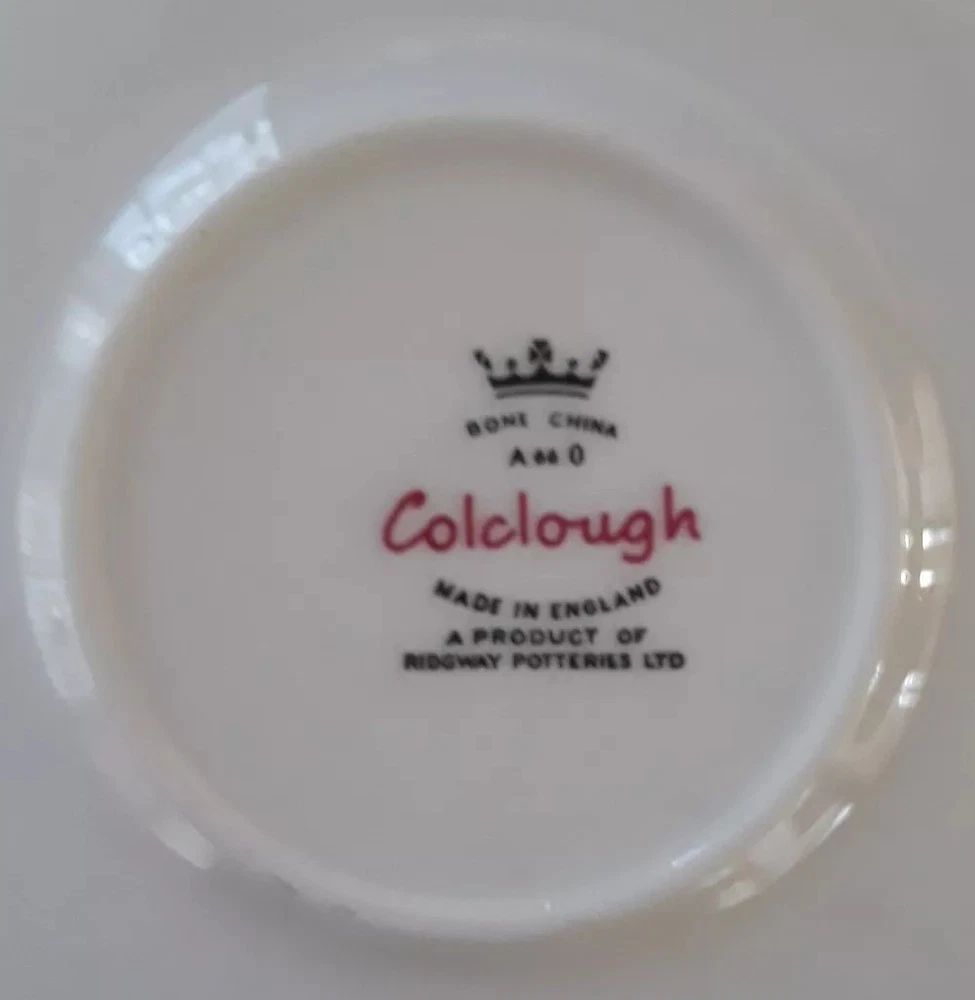 BONE CHINA
A 66 0
Colclough
MADE IN ENGLAND
A PRODUCT OF
RIDGWAY POTTERIES LTD